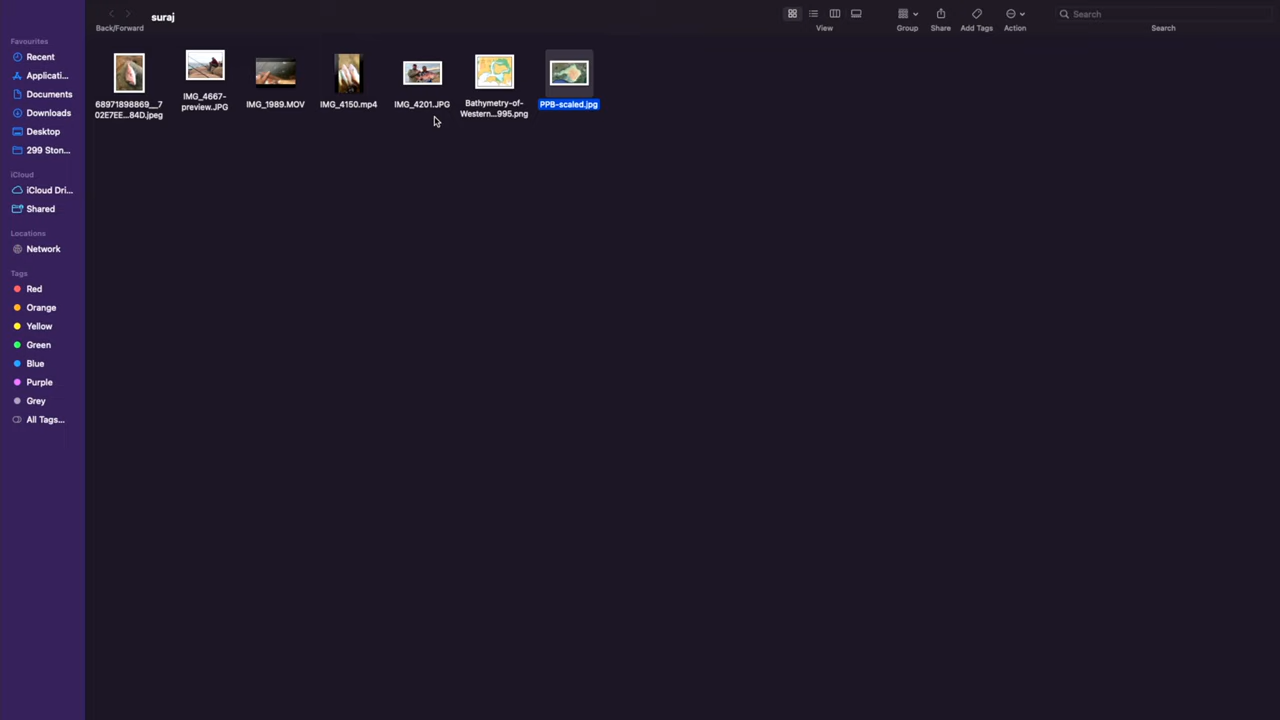 suraj
Back/Forward
View
Group
Share
Add Tags
Action
Search
Search
Favourites
Recent
Applicati...
Documents
Downloads
Desktop
299 Ston...
iCloud
iCloud Dri...
Shared
Locations
Network
Tags
Red
Orange
Yellow
Green
Blue
Purple
Grey
All Tags...
68971898869__7
02E7EE...84D.jpeg
IMG_4667-
preview.JPG
IMG_1989.MOV
IMG_4150.mp4
IMG_4201.JPG
Bathymetry-of-
Western...995.png
PPB-scaled.jpg